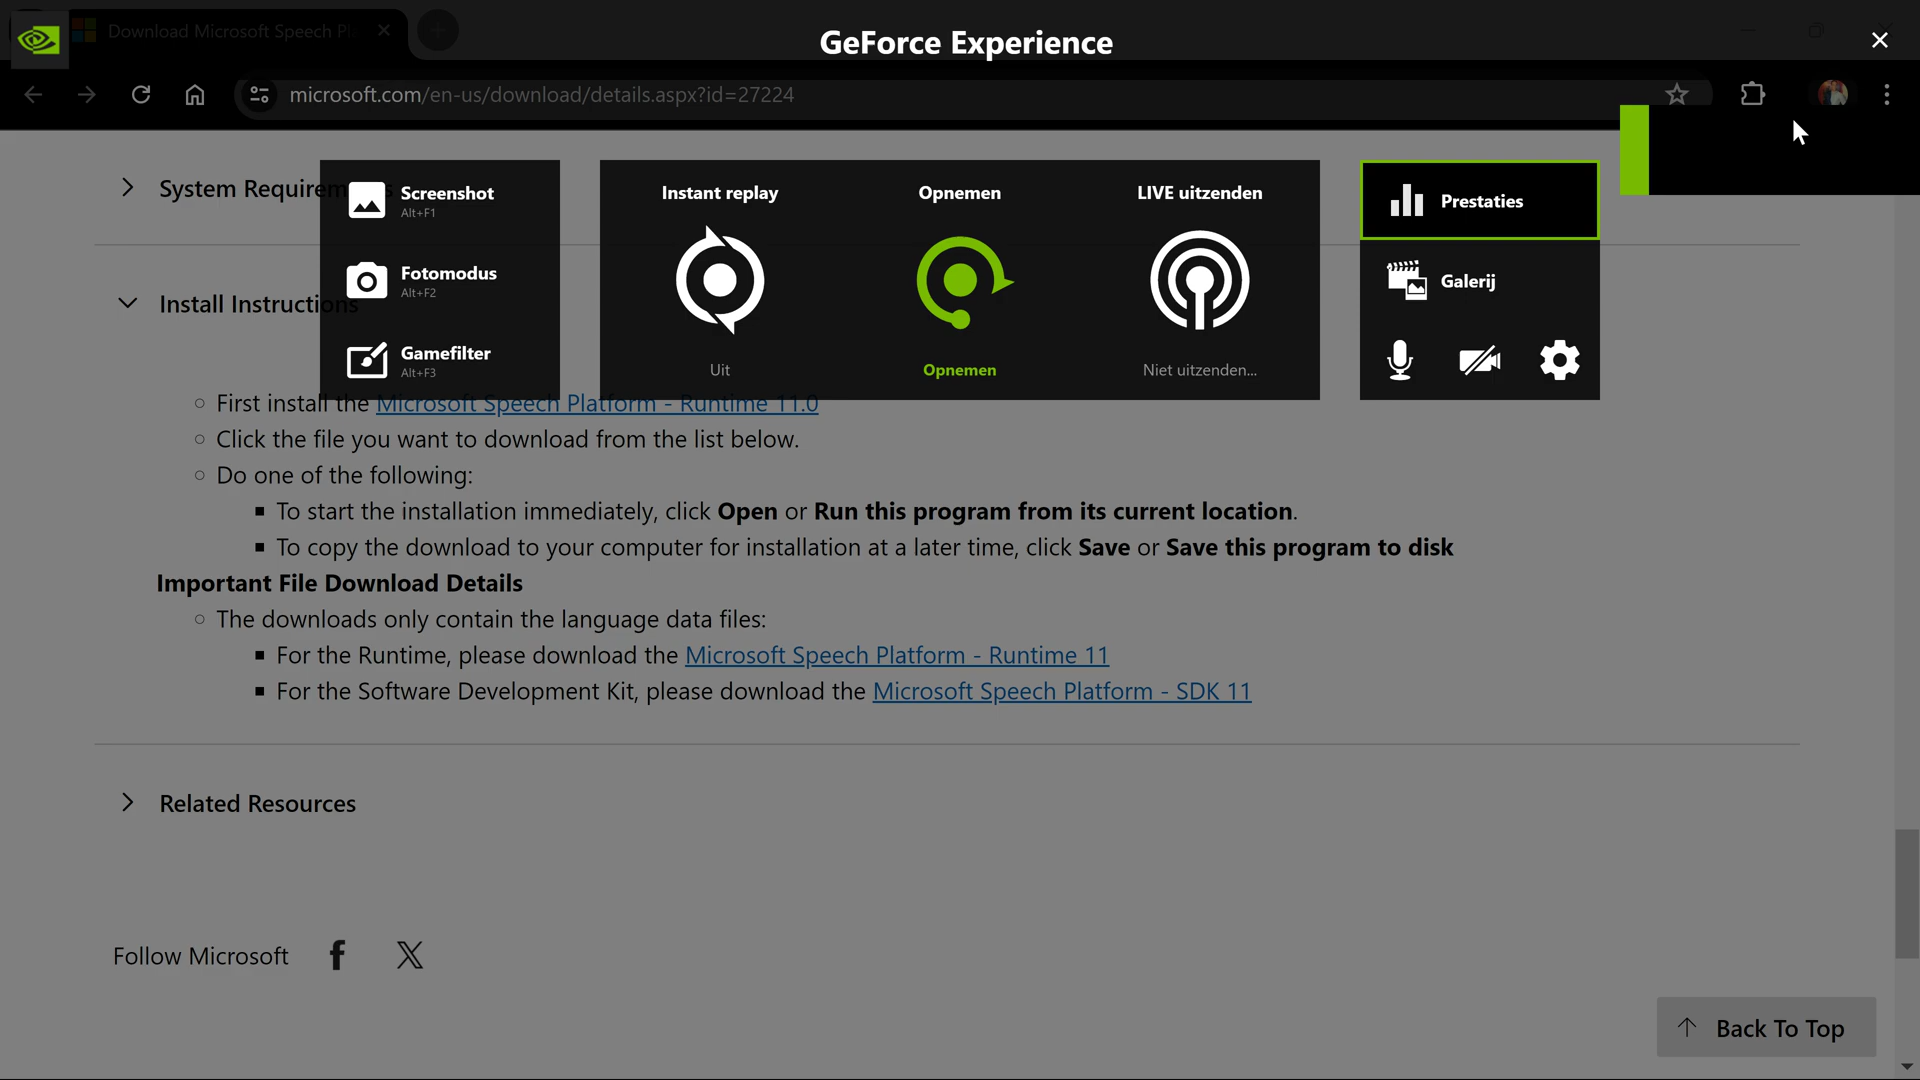 Download Microsoft Speech Pl
GeForce Experience
microsoft.com/en-us/download/details.aspx?id=27224
System Requirem
Screenshot
Alt+F1
Fotomodus
Alt+F2
Gamefilter
Alt+F3
Instant replay
Uit
Opnemen
Opnemen
LIVE uitzenden
Niet uitzenden...
Prestaties
Galerij
Install Instructions
First install the Microsoft Speech Platform - Runtime 11.0
Click the file you want to download from the list below.
Do one of the following:
To start the installation immediately, click Open or Run this program from its current location.
To copy the download to your computer for installation at a later time, click Save or Save this program to disk
Important File Download Details
The downloads only contain the language data files:
For the Runtime, please download the Microsoft Speech Platform - Runtime 11
For the Software Development Kit, please download the Microsoft Speech Platform - SDK 11
Related Resources
Follow Microsoft
Back To Top